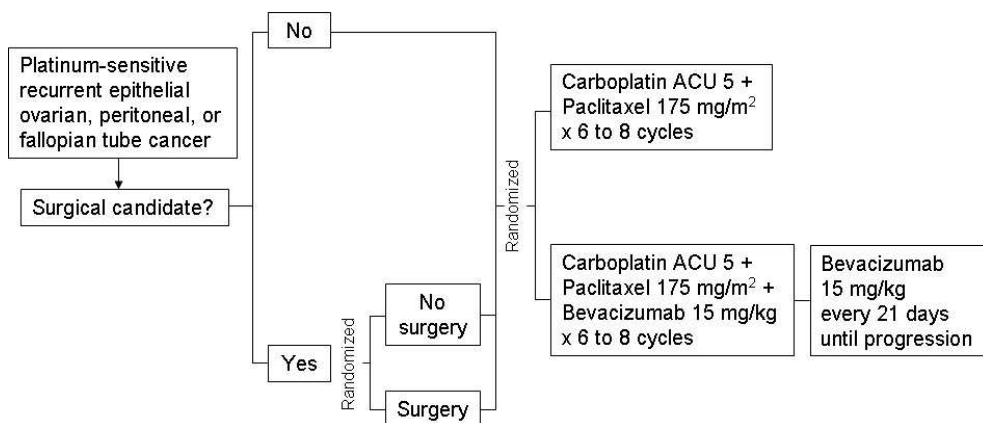 Platinum-sensitive
recurrent epithelial
ovarian, peritoneal, or
fallopian tube cancer
Surgical candidate?
No
Yes
Randomized
No
surgery
Surgery
Randomized
Carboplatin ACU 5 +
Paclitaxel 175 mg/m²
x 6 to 8 cycles
Carboplatin ACU 5 +
Paclitaxel 175 mg/m² +
Bevacizumab 15 mg/kg
x 6 to 8 cycles
Bevacizumab
15 mg/kg
every 21 days
until progression